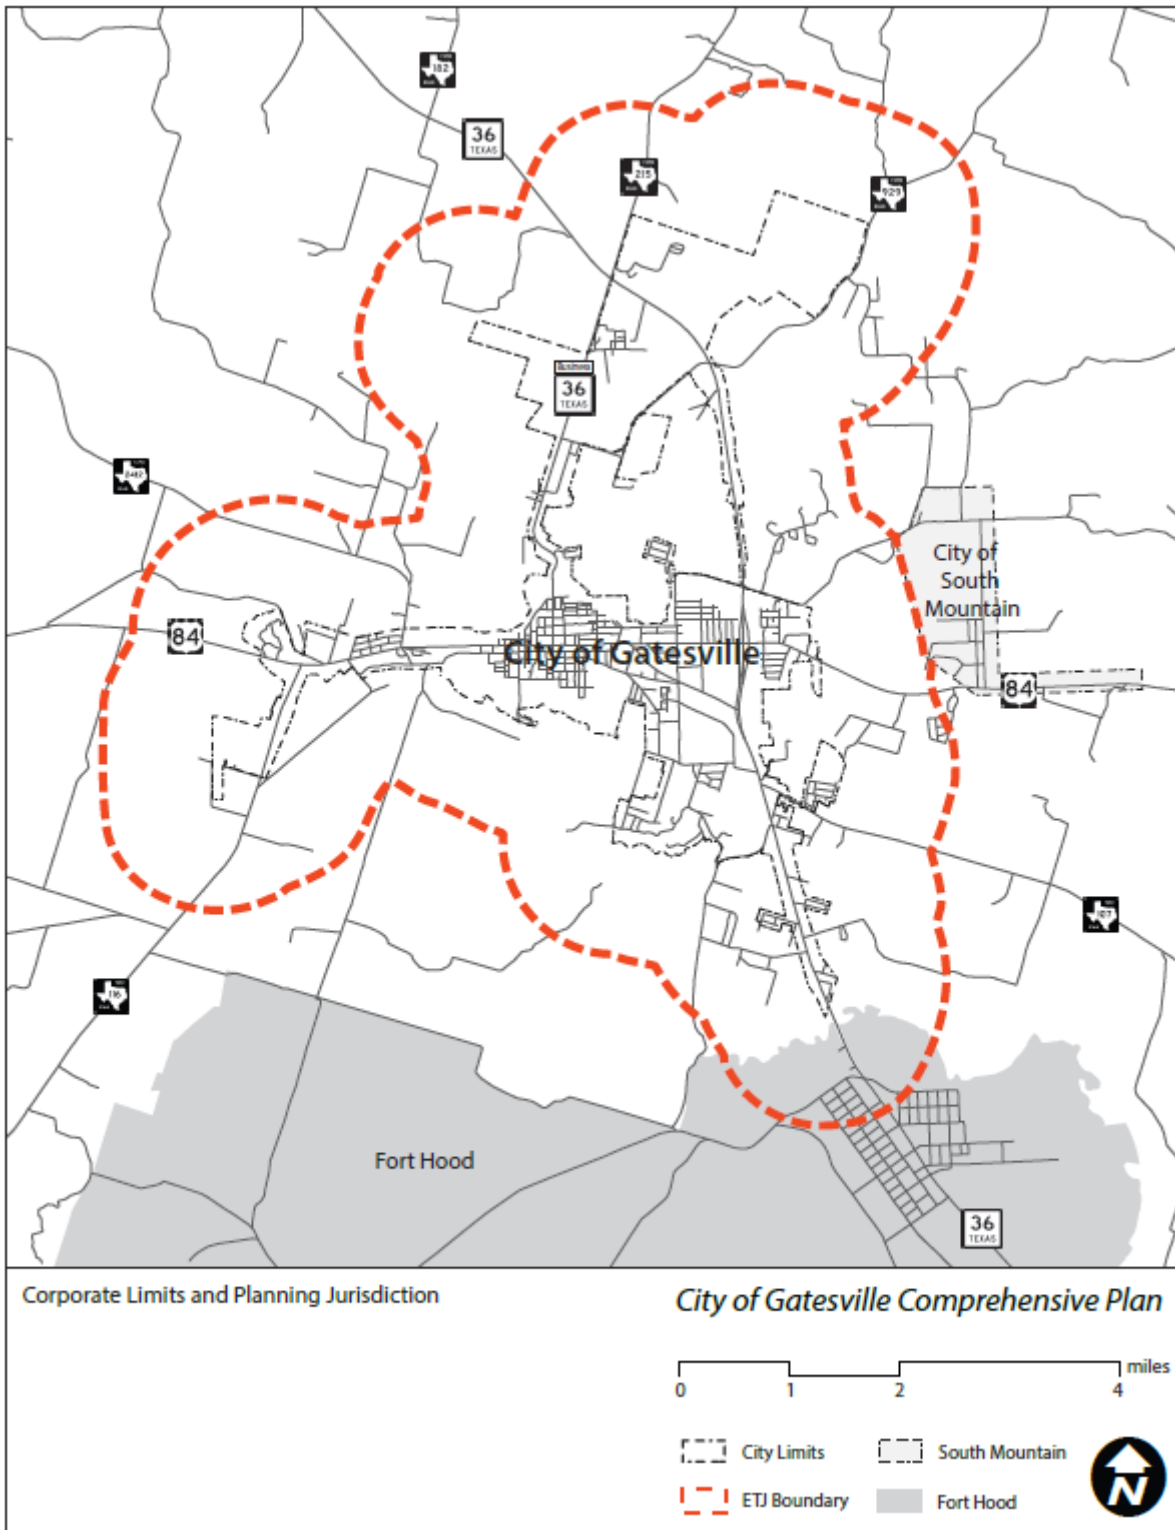 182
36
TEXAS
215
929
Business
36
TEXAS
City of
South
Mountain
84
City of Gatesville
84
107
116
Fort Hood
36
TEXAS
Corporate Limits and Planning Jurisdiction
City of Gatesville Comprehensive Plan
miles
0 1 2 4
City Limits
South Mountain
ETJ Boundary
Fort Hood
N